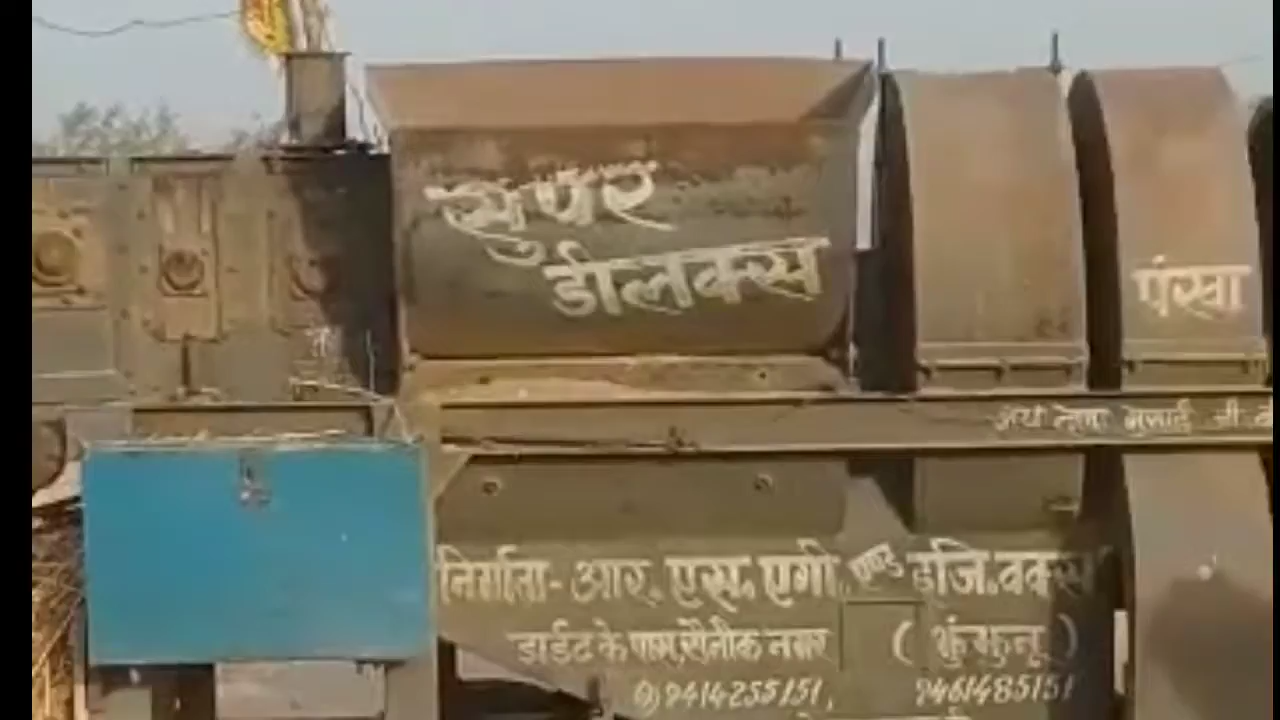 सुपर
डीलक्स
पंखा
जी
निर्माता- आर. एस. एग्री. एण्ड इंजि. वर्क्स
डाईट के पास, सैनीक नगर ( झुंझुनू )
9414255151, 9461485151